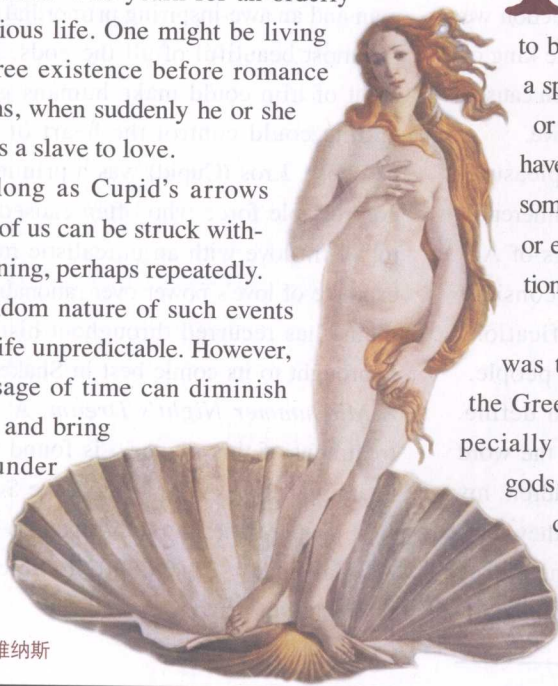 ious life. One might be living
ree existence before romance
ns, when suddenly he or she
s a slave to love.
long as Cupid's arrows
of us can be struck with-
ning, perhaps repeatedly.
dom nature of such events
ife unpredictable. However,
sage of time can diminish
and bring
under
维纳斯
to b
a sp
or
have
som
or e
tion
was t
the Gree
pecially
gods